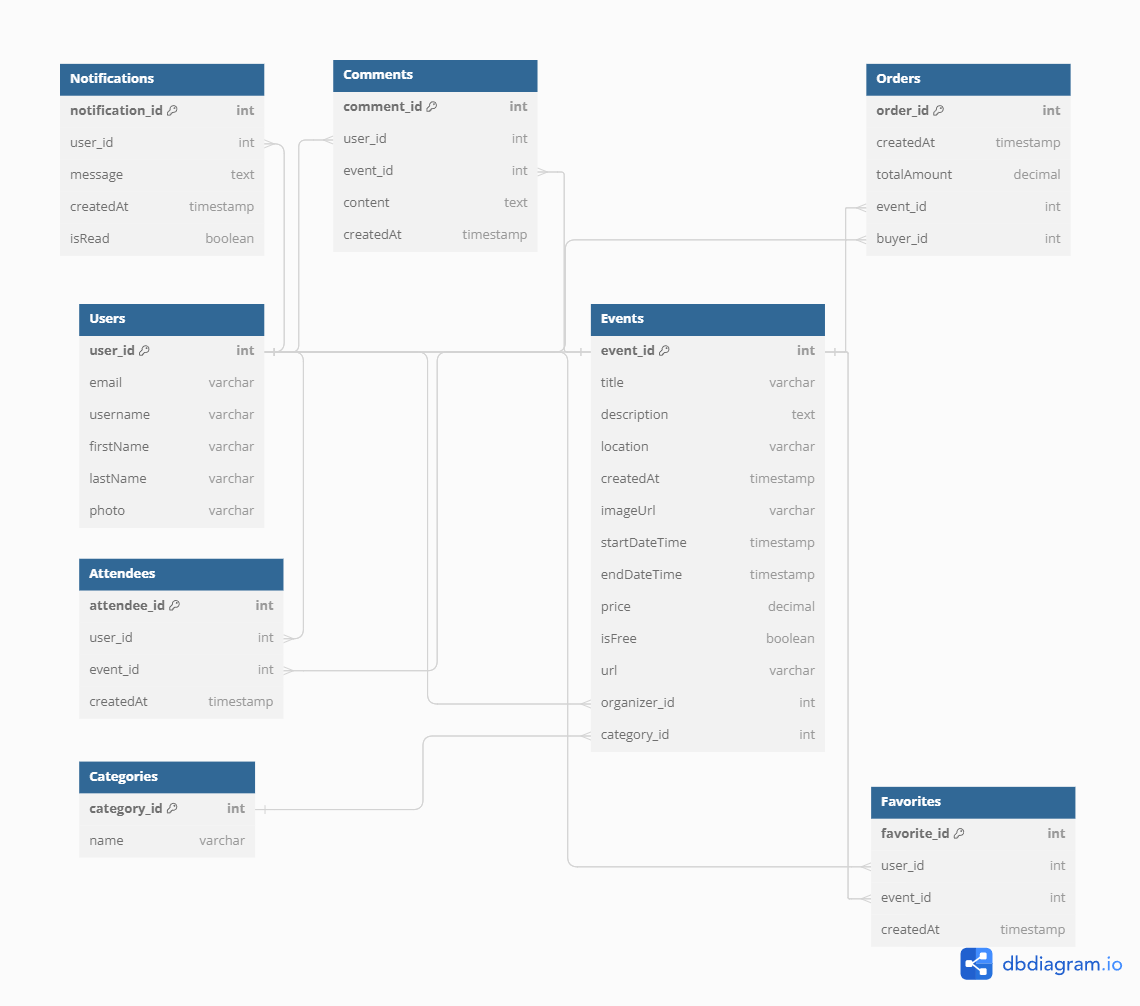 Notifications
notification_id int
user_id int
message text
createdAt timestamp
isRead boolean
Comments
comment_id int
user_id int
event_id int
content text
createdAt timestamp
Orders
order_id int
createdAt timestamp
totalAmount decimal
event_id int
buyer_id int
Users
user_id int
email varchar
username varchar
firstName varchar
lastName varchar
photo varchar
Events
event_id int
title varchar
description text
location varchar
createdAt timestamp
imageUrl varchar
startDateTime timestamp
endDateTime timestamp
price decimal
isFree boolean
url varchar
organizer_id int
category_id int
Attendees
attendee_id int
user_id int
event_id int
createdAt timestamp
Categories
category_id int
name varchar
Favorites
favorite_id int
user_id int
event_id int
createdAt timestamp
dbdiagram.io